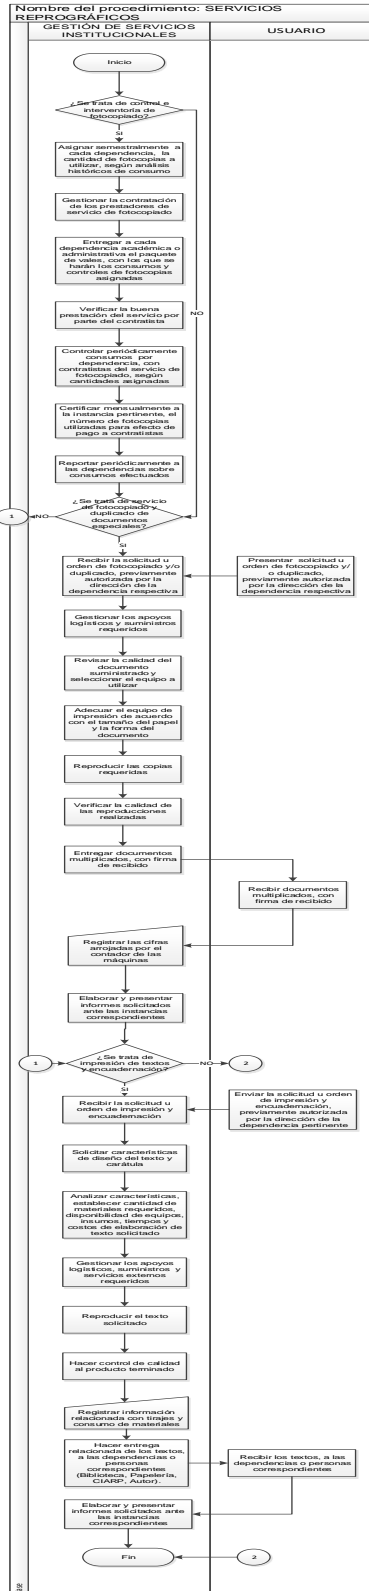 Nombre del procedimiento: SERVICIOS
REPROGRÁFICOS
GESTIÓN DE SERVICIOS
INSTITUCIONALES
USUARIO
Inicio
¿Se trata de control e
interventoría de
fotocopiado?
SI
NO
Asignar semestralmente a
cada dependencia, la
cantidad de fotocopias a
utilizar, según análisis
históricos de consumo
Gestionar la contratación
de los prestadores de
servicio de fotocopiado
Entregar a cada
dependencia académica o
administrativa el paquete
de vales, con los que se
harán los consumos y
controles de fotocopias
asignadas
Verificar la buena
prestación del servicio por
parte del contratista
Controlar periódicamente
consumos por
dependencia, con
contratistas del servicio de
fotocopiado, según
cantidades asignadas
Certificar mensualmente a
la instancia pertinente, el
número de fotocopias
utilizadas para efecto de
pago a contratistas
Reportar periódicamente a
las dependencias sobre
consumos efectuados
¿Se trata de servicio
de fotocopiado y
duplicado de
documentos
especiales?
NO
1
SI
Recibir la solicitud u
orden de fotocopiado y/o
duplicado, previamente
autorizada por la
dirección de la
dependencia respectiva
Presentar solicitud u
orden de fotocopiado y/
o duplicado,
previamente autorizada
por la dirección de la
dependencia respectiva
Gestionar los apoyos
logísticos y suministros
requeridos
Revisar la calidad del
documento
suministrado y
seleccionar el equipo a
utilizar
Adecuar el equipo de
impresión de acuerdo
con el tamaño del papel
y la forma del
documento
Reproducir las copias
requeridas
Verificar la calidad de
las reproducciones
realizadas
Entregar documentos
multiplicados, con firma
de recibido
Recibir documentos
multiplicados, con
firma de recibido
Registrar las cifras
arrojadas por el
contador de las
máquinas
Elaborar y presentar
informes solicitados
ante las instancias
correspondientes
1
¿Se trata de
impresión de textos
y encuadernación?
NO
2
SI
Recibir la solicitud u
orden de impresión y
encuadernación
Enviar la solicitud u orden
de impresión y
encuadernación,
previamente autorizada
por la dirección de la
dependencia pertinente
Solicitar características
de diseño del texto y
carátula
Analizar características,
establecer cantidad de
materiales requeridos,
disponibilidad de equipos,
insumos, tiempos y
costos de elaboración de
texto solicitado
Gestionar los apoyos
logísticos, suministros y
servicios externos
requeridos
Reproducir el texto
solicitado
Hacer control de calidad
al producto terminado
Registrar información
relacionada con tirajes y
consumo de materiales
Hacer entrega
relacionada de los textos,
a las dependencias o
personas
correspondientes
(Biblioteca, Papelería,
CIARP, Autor).
Recibir los textos, a las
dependencias o personas
correspondientes
Elaborar y presentar
informes solicitados ante
las instancias
correspondientes
Fin
2